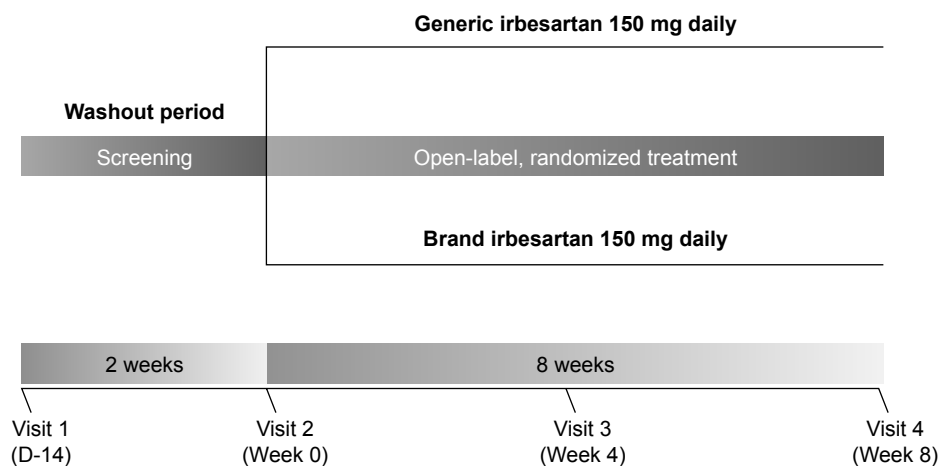 Generic irbesartan 150 mg daily
Washout period
Screening
Open-label, randomized treatment
Brand irbesartan 150 mg daily
2 weeks
8 weeks
Visit 1
(D-14)
Visit 2
(Week 0)
Visit 3
(Week 4)
Visit 4
(Week 8)